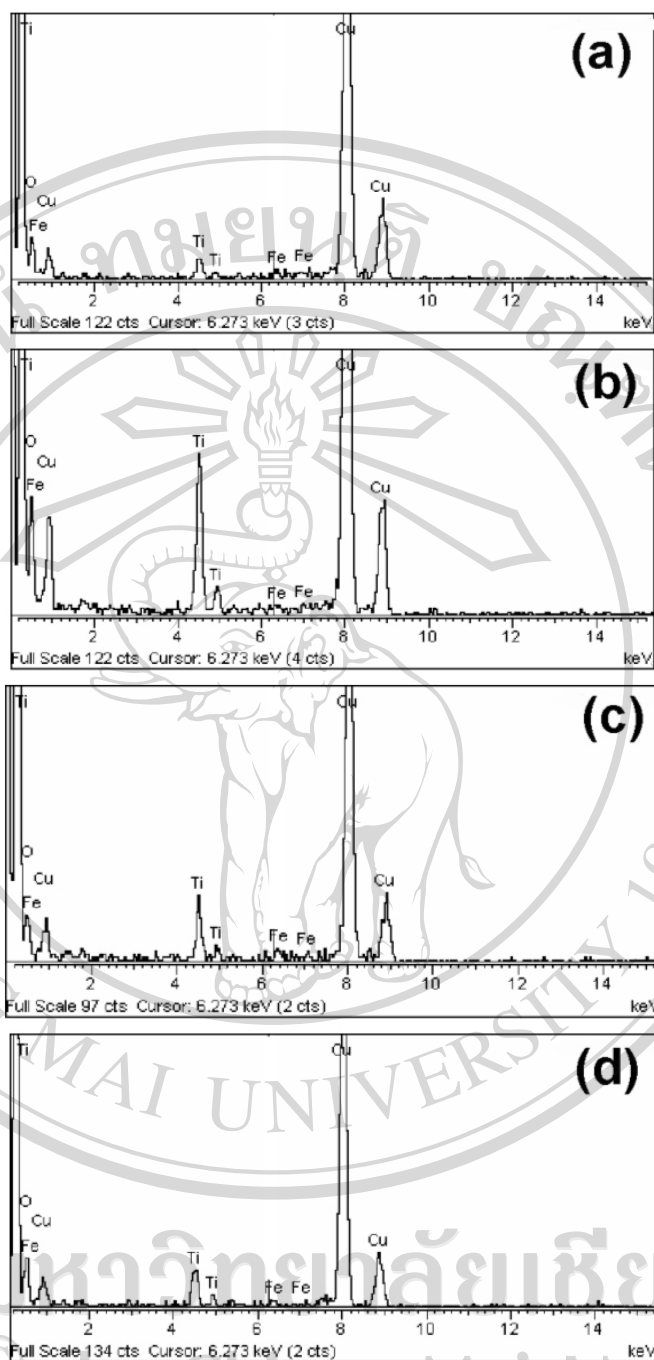 Ti
Cu
(a)
O
Cu
Fe
Ti
Ti
Fe
Fe
Cu
2 4 6 8 10 12 14
Full Scale 122 cts Cursor: 6.273 keV (3 cts) keV
Ti
Cu
(b)
O
Cu
Fe
Ti
Ti
Fe
Fe
Cu
2 4 6 8 10 12 14
Full Scale 122 cts Cursor: 6.273 keV (4 cts) keV
Ti
Cu
(c)
O
Cu
Fe
Ti
Ti
Fe
Fe
Cu
2 4 6 8 10 12 14
Full Scale 97 cts Cursor: 6.273 keV (2 cts) keV
MAI UNIVERSITY
Ti
Cu
(d)
O
Cu
Fe
Ti
Ti
Fe
Fe
Cu
2 4 6 8 10 12 14
Full Scale 134 cts Cursor: 6.273 keV (2 cts) keV